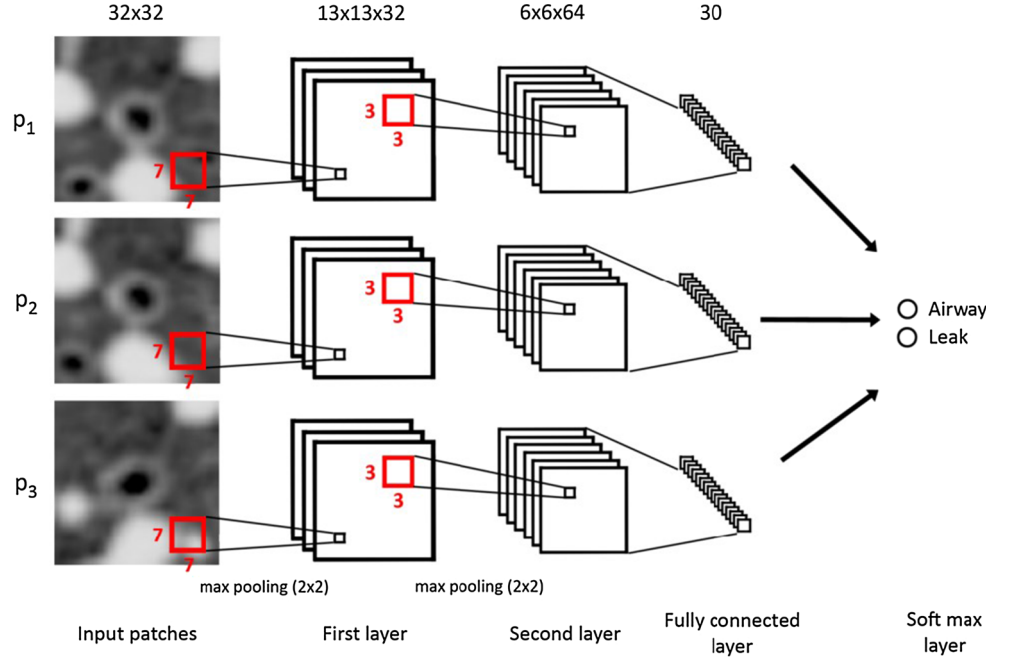 32x32 13x13x32 6x6x64 30
p1
7
7
3
3
p2
7
7
3
3
Airway
Leak
p3
7
7
3
3
max pooling (2x2) max pooling (2x2)
Input patches First layer Second layer Fully connected layer Soft max layer